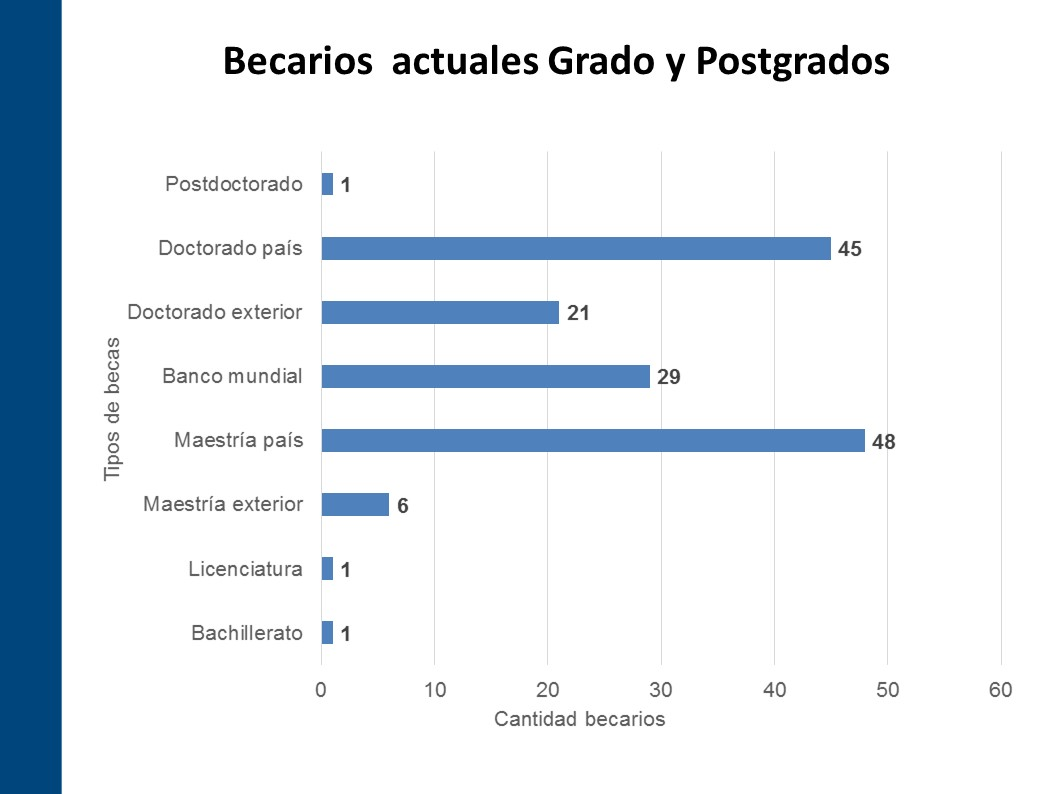 Becarios  actuales Grado y Postgrados
Postdoctorado 1
Doctorado país 45
Doctorado exterior 21
Banco mundial 29
Maestría país 48
Maestría exterior 6
Licenciatura 1
Bachillerato 1
Tipos de becas
0 10 20 30 40 50 60
Cantidad becarios